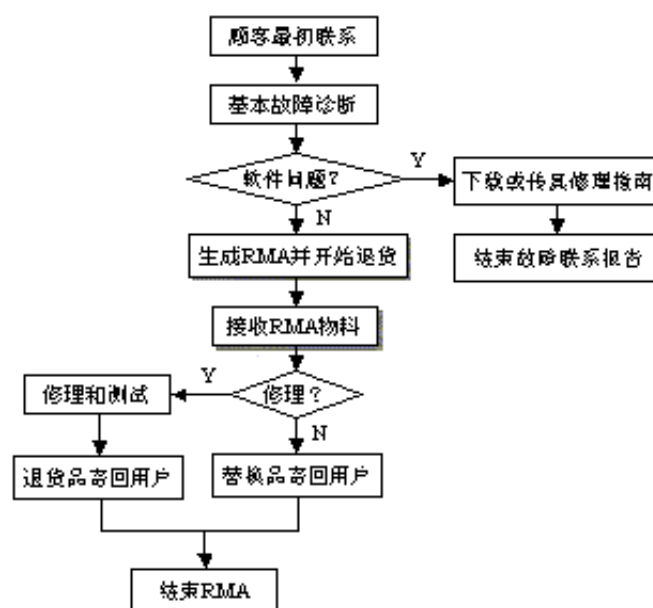 顾客最初联系
基本故障诊断
软件问题？
Y
下载或传真修理指南
N
结束故障联系报告
生成RMA并开始退货
接收RMA物料
修理？
Y
修理和测试
N
退货品寄回用户
替换品寄回用户
结束RMA